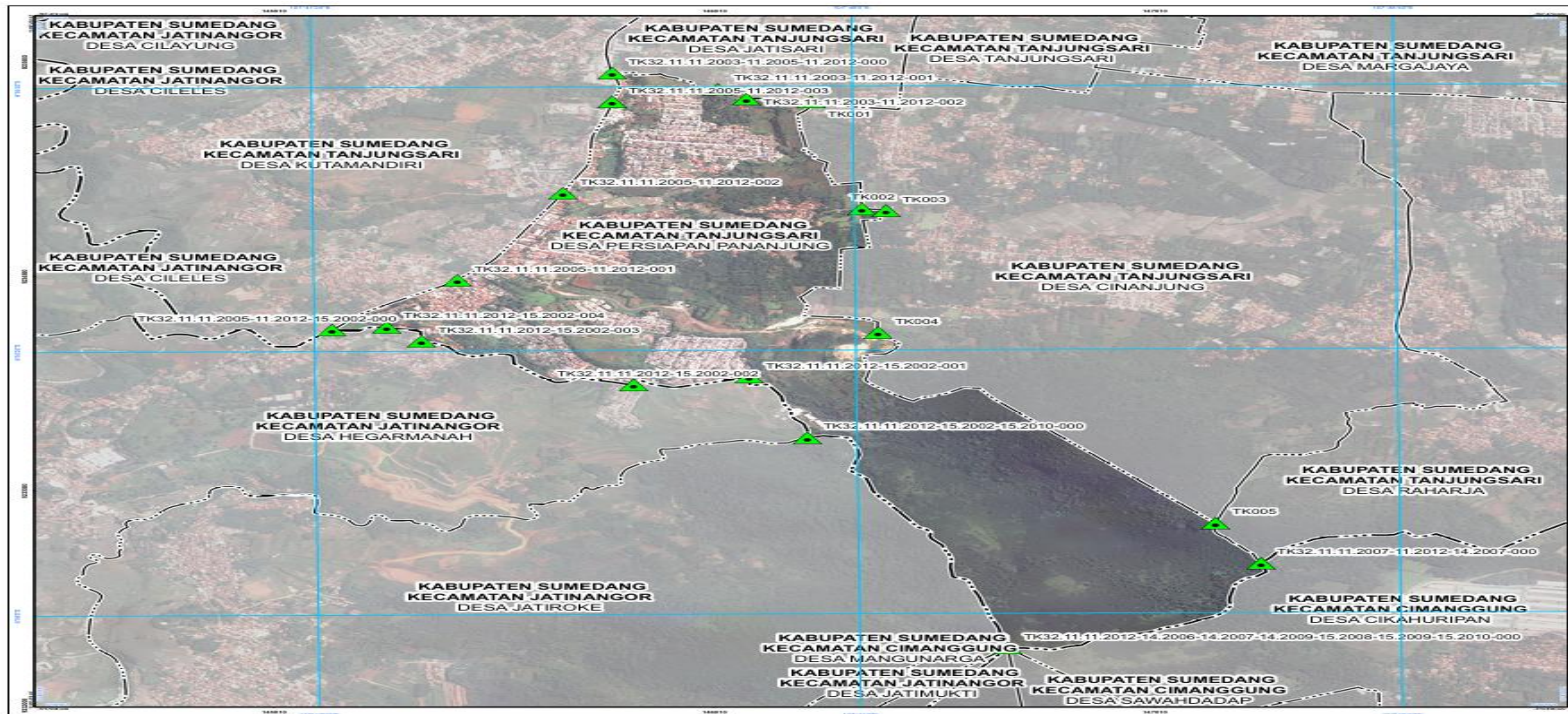 KABUPATEN SUMEDANG
KECAMATAN JATINANGOR
DESA CILAYUNG
KABUPATEN SUMEDANG
KECAMATAN TANJUNGSARI
DESA JATISARI
KABUPATEN SUMEDANG
KECAMATAN TANJUNGSARI
DESA TANJUNGSARI
KABUPATEN SUMEDANG
KECAMATAN TANJUNGSARI
DESA MARGAJAYA
TK32.11.11.2003-11.2005-11.2012-000
KABUPATEN SUMEDANG
KECAMATAN JATINANGOR
DESA CILELES
TK32.11.11.2003-11.2012-001
TK32.11.11.2005-11.2012-003
TK32.11.11.2003-11.2012-002
TK001
KABUPATEN SUMEDANG
KECAMATAN TANJUNGSARI
DESA KUTAMANDIRI
TK32.11.11.2005-11.2012-002
TK002
TK003
KABUPATEN SUMEDANG
KECAMATAN TANJUNGSARI
DESA PERSIAPAN PANANJUNG
KABUPATEN SUMEDANG
KECAMATAN JATINANGOR
DESA CILELES
TK32.11.11.2005-11.2012-001
KABUPATEN SUMEDANG
KECAMATAN TANJUNGSARI
DESA CINANJUNG
TK32.11.11.2005-11.2012-15.2002-000
TK32.11.11.2012-15.2002-004
TK32.11.11.2012-15.2002-003
TK004
TK32.11.11.2012-15.2002-001
TK32.11.11.2012-15.2002-002
KABUPATEN SUMEDANG
KECAMATAN JATINANGOR
DESA HEGARMANAH
TK32.11.11.2012-15.2002-15.2010-000
KABUPATEN SUMEDANG
KECAMATAN TANJUNGSARI
DESA RAHARJA
TK005
TK32.11.11.2007-11.2012-14.2007-000
KABUPATEN SUMEDANG
KECAMATAN JATINANGOR
DESA JATIROKE
KABUPATEN SUMEDANG
KECAMATAN CIMANGGUNG
DESA CIKAHURIPAN
TK32.11.11.2012-14.2006-14.2007-14.2009-15.2008-15.2009-15.2010-000
KABUPATEN SUMEDANG
KECAMATAN CIMANGGUNG
DESA MANGUNARGA
KABUPATEN SUMEDANG
KECAMATAN JATINANGOR
DESA JATIMUKTI
KABUPATEN SUMEDANG
KECAMATAN CIMANGGUNG
DESA SAWAHDADAP